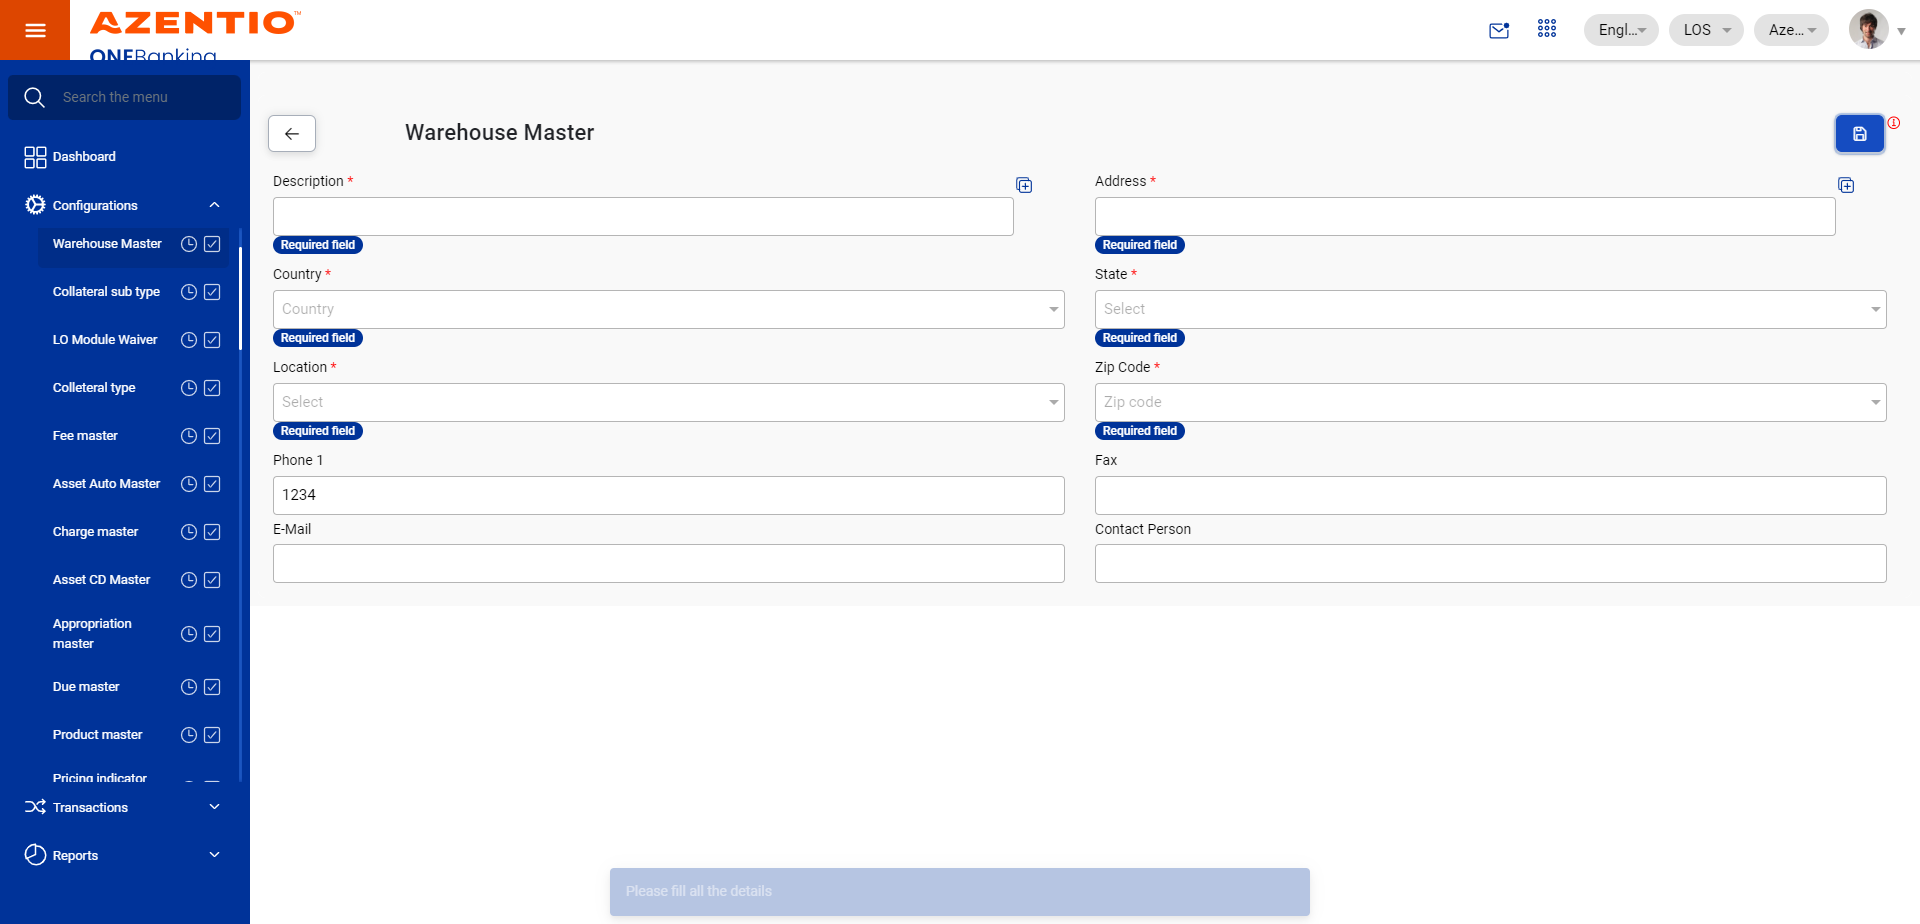 AZENTIO™
ONEBanking
Engl...
LOS
Aze...
Search the menu
Dashboard
Configurations
Warehouse Master
Collateral sub type
LO Module Waiver
Colleteral type
Fee master
Asset Auto Master
Charge master
Asset CD Master
Appropriation
master
Due master
Product master
Pricing indicator
Transactions
Reports
Warehouse Master
Description *
Required field
Address *
Required field
Country *
Country
Required field
State *
Select
Required field
Location *
Select
Required field
Zip Code *
Zip code
Required field
Phone 1
1234
Fax
E-Mail
Contact Person
Please fill all the details